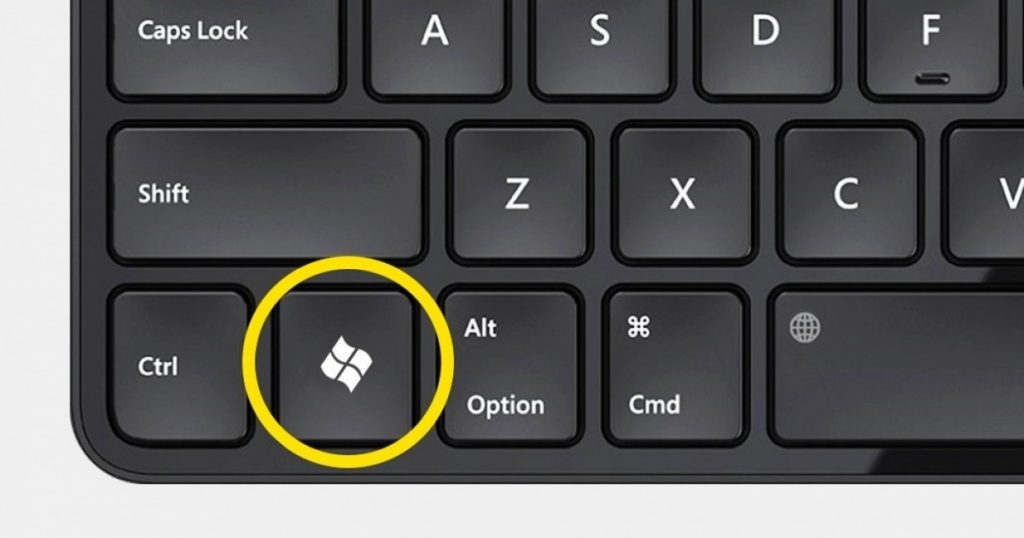 Caps Lock A S D F
Shift Z X C V
Ctrl Alt ⌘
Option Cmd